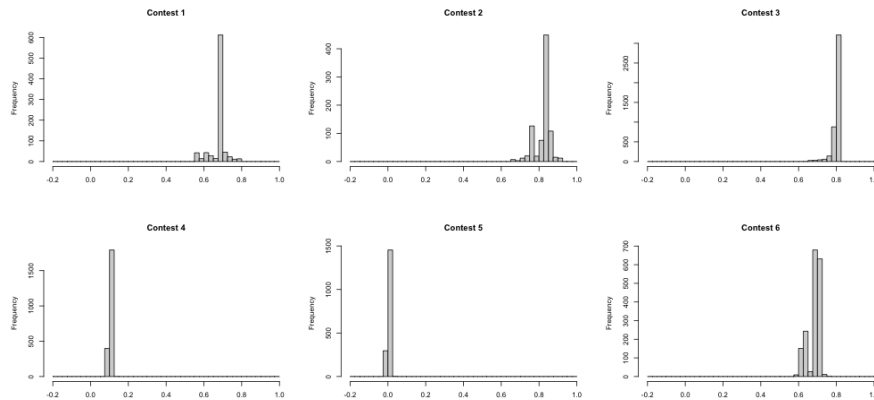 Contest 1
Frequency
0 100 200 300 400 500 600
-0.2 0.0 0.2 0.4 0.6 0.8 1.0
Contest 2
Frequency
0 100 200 300 400
-0.2 0.0 0.2 0.4 0.6 0.8 1.0
Contest 3
Frequency
0 500 1500 2500
-0.2 0.0 0.2 0.4 0.6 0.8 1.0
Contest 4
Frequency
0 500 1000 1500
-0.2 0.0 0.2 0.4 0.6 0.8 1.0
Contest 5
Frequency
0 500 1000 1500
-0.2 0.0 0.2 0.4 0.6 0.8 1.0
Contest 6
Frequency
0 100 200 300 400 500 600 700
-0.2 0.0 0.2 0.4 0.6 0.8 1.0